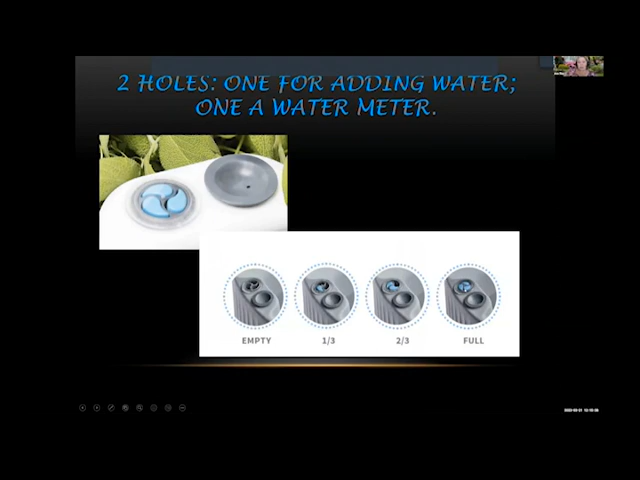 2 HOLES: ONE FOR ADDING WATER;
ONE A WATER METER.
EMPTY
1/3
2/3
FULL